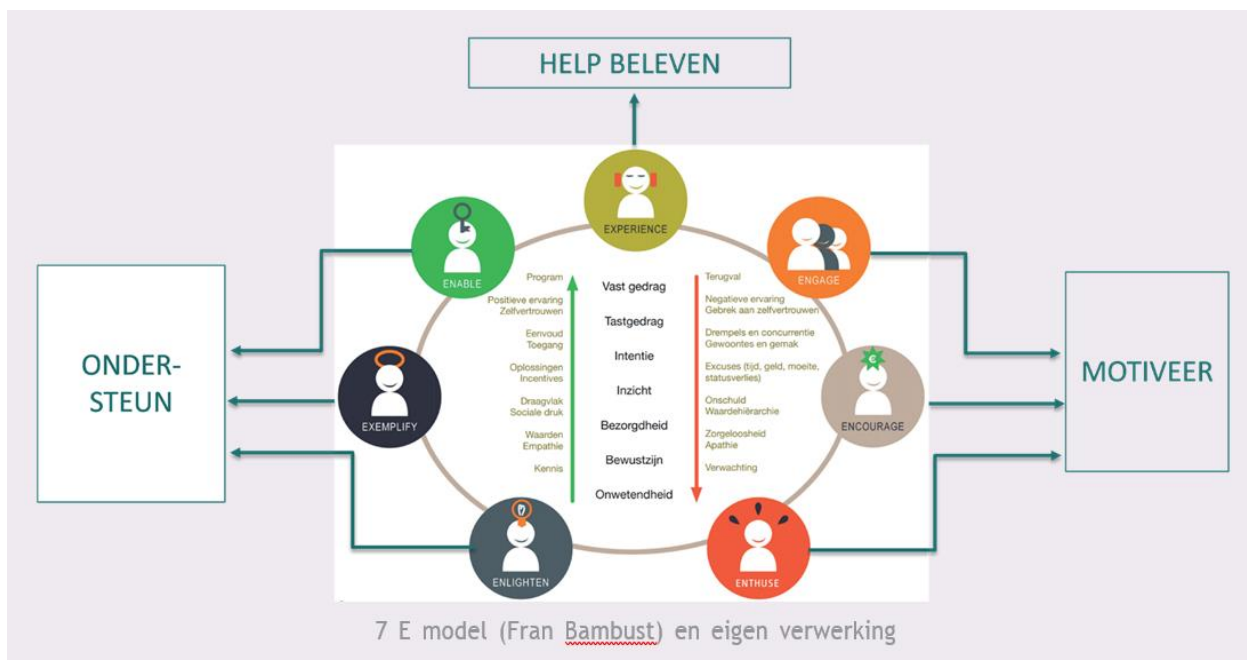 HELP BELEVEN
EXPERIENCE
ENABLE
ENGAGE
ONDER-
STEUN
MOTIVEER
EXEMPLIFY
ENCOURAGE
€
ENLIGHTEN
ENTHUSE
Program
Positieve ervaring
Zelfvertrouwen
Eenvoud
Toegang
Oplossingen
Incentives
Draagvlak
Sociale druk
Waarden
Empathie
Kennis
Vast gedrag
Tastgedrag
Intentie
Inzicht
Bezorgdheid
Bewustzijn
Onwetendheid
Terugval
Negatieve ervaring
Gebrek aan zelfvertrouwen
Drempels en concurrentie
Gewoontes en gemak
Excuses (tijd, geld, moeite,
statusverlies)
Onschuld
Waardehiërarchie
Zorgeloosheid
Apathie
Verwachting
7 E model (Fran Bambust) en eigen verwerking